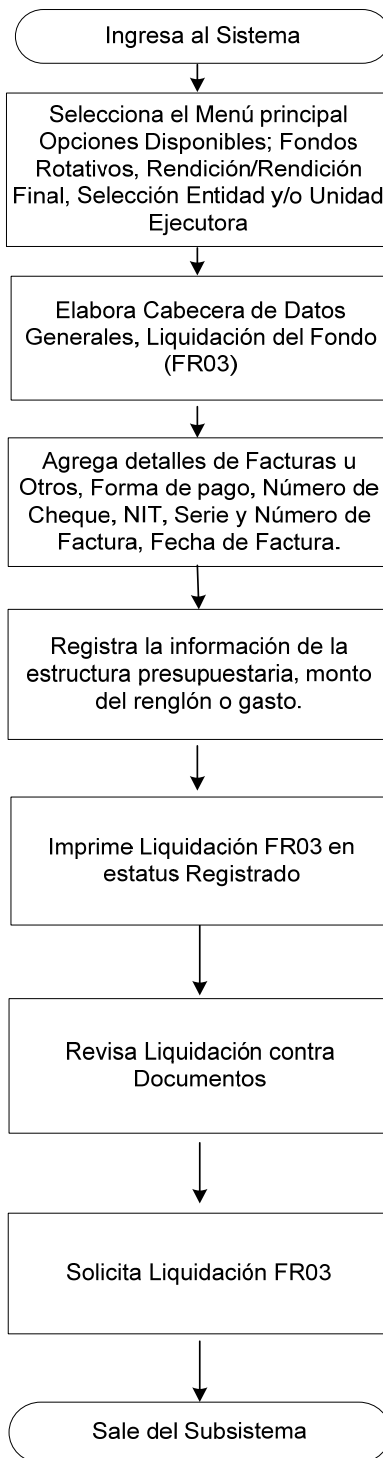 Ingresa al Sistema
Selecciona el Menú principal
Opciones Disponibles; Fondos
Rotativos, Rendición/Rendición
Final, Selección Entidad y/o Unidad
Ejecutora
Elabora Cabecera de Datos
Generales, Liquidación del Fondo
(FR03)
Agrega detalles de Facturas u
Otros, Forma de pago, Número de
Cheque, NIT, Serie y Número de
Factura, Fecha de Factura.
Registra la información de la
estructura presupuestaria, monto
del renglón o gasto.
Imprime Liquidación FR03 en
estatus Registrado
Revisa Liquidación contra
Documentos
Solicita Liquidación FR03
Sale del Subsistema